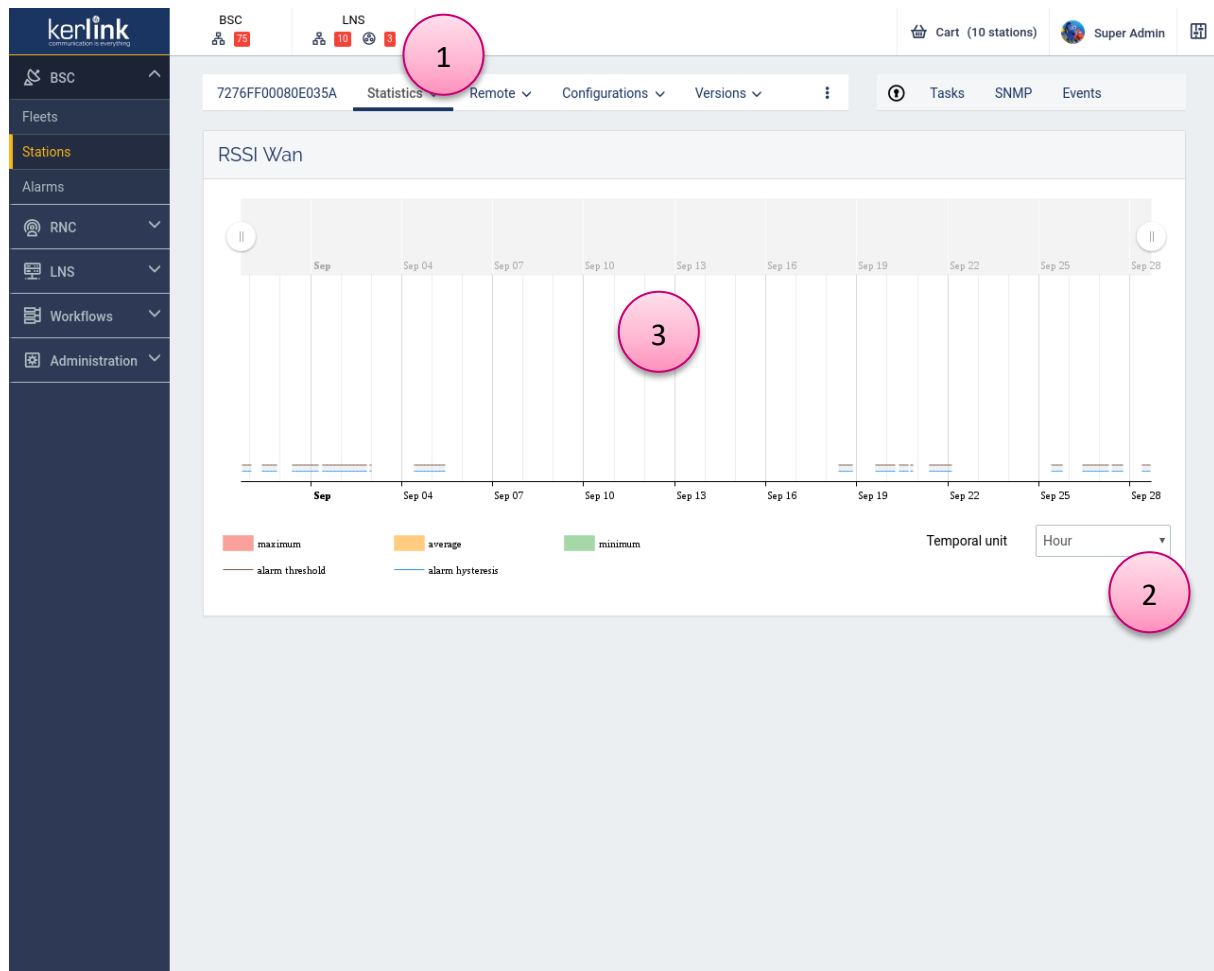 kerlink
communication is everything
BSC
75
LNS
10 3
Cart (10 stations)
Super Admin
1
BSC
Fleets
Stations
Alarms
RNC
LNS
Workflows
Administration
7276FF00080E035A Statistics Remote Configurations Versions
Tasks SNMP Events
RSSI Wan
Sep Sep 04 Sep 07 Sep 10 Sep 13 Sep 16 Sep 19 Sep 22 Sep 25 Sep 28
3
Sep Sep 04 Sep 07 Sep 10 Sep 13 Sep 16 Sep 19 Sep 22 Sep 25 Sep 28
maximum average minimum
alarm threshold alarm hysteresis
Temporal unit Hour
2